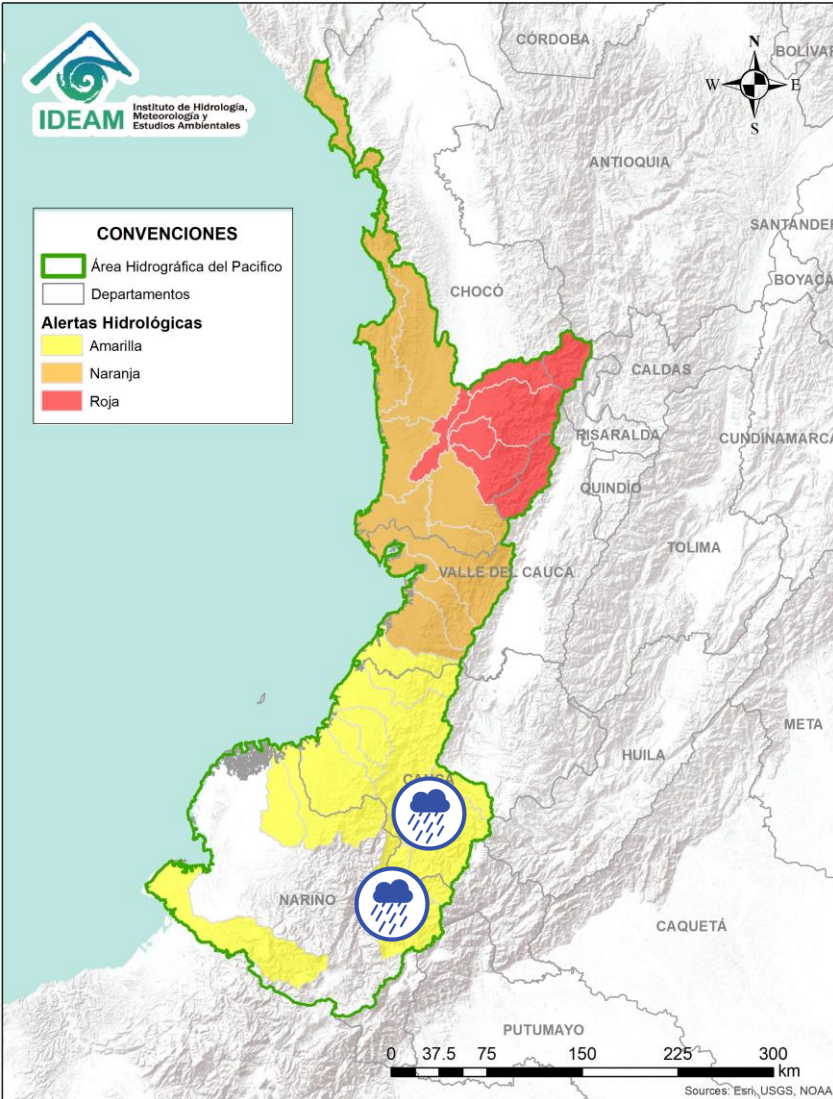 IDEAM
Instituto de Hidrología,
Meteorología y
Estudios Ambientales
CONVENCIONES
Área Hidrográfica del Pacifico
Departamentos
Alertas Hidrológicas
Amarilla
Naranja
Roja
N
W
E
S
CÓRDOBA
BOLÍVAR
ANTIOQUIA
SANTANDER
BOYACÁ
CHOCÓ
CALDAS
RISARALDA
CUNDINAMARCA
QUINDÍO
TOLIMA
VALLE DEL CAUCA
META
HUILA
CAUCA
NARIÑO
CAQUETÁ
PUTUMAYO
0 37.5 75 150 225 300
km
Sources: Esri, USGS, NOAA